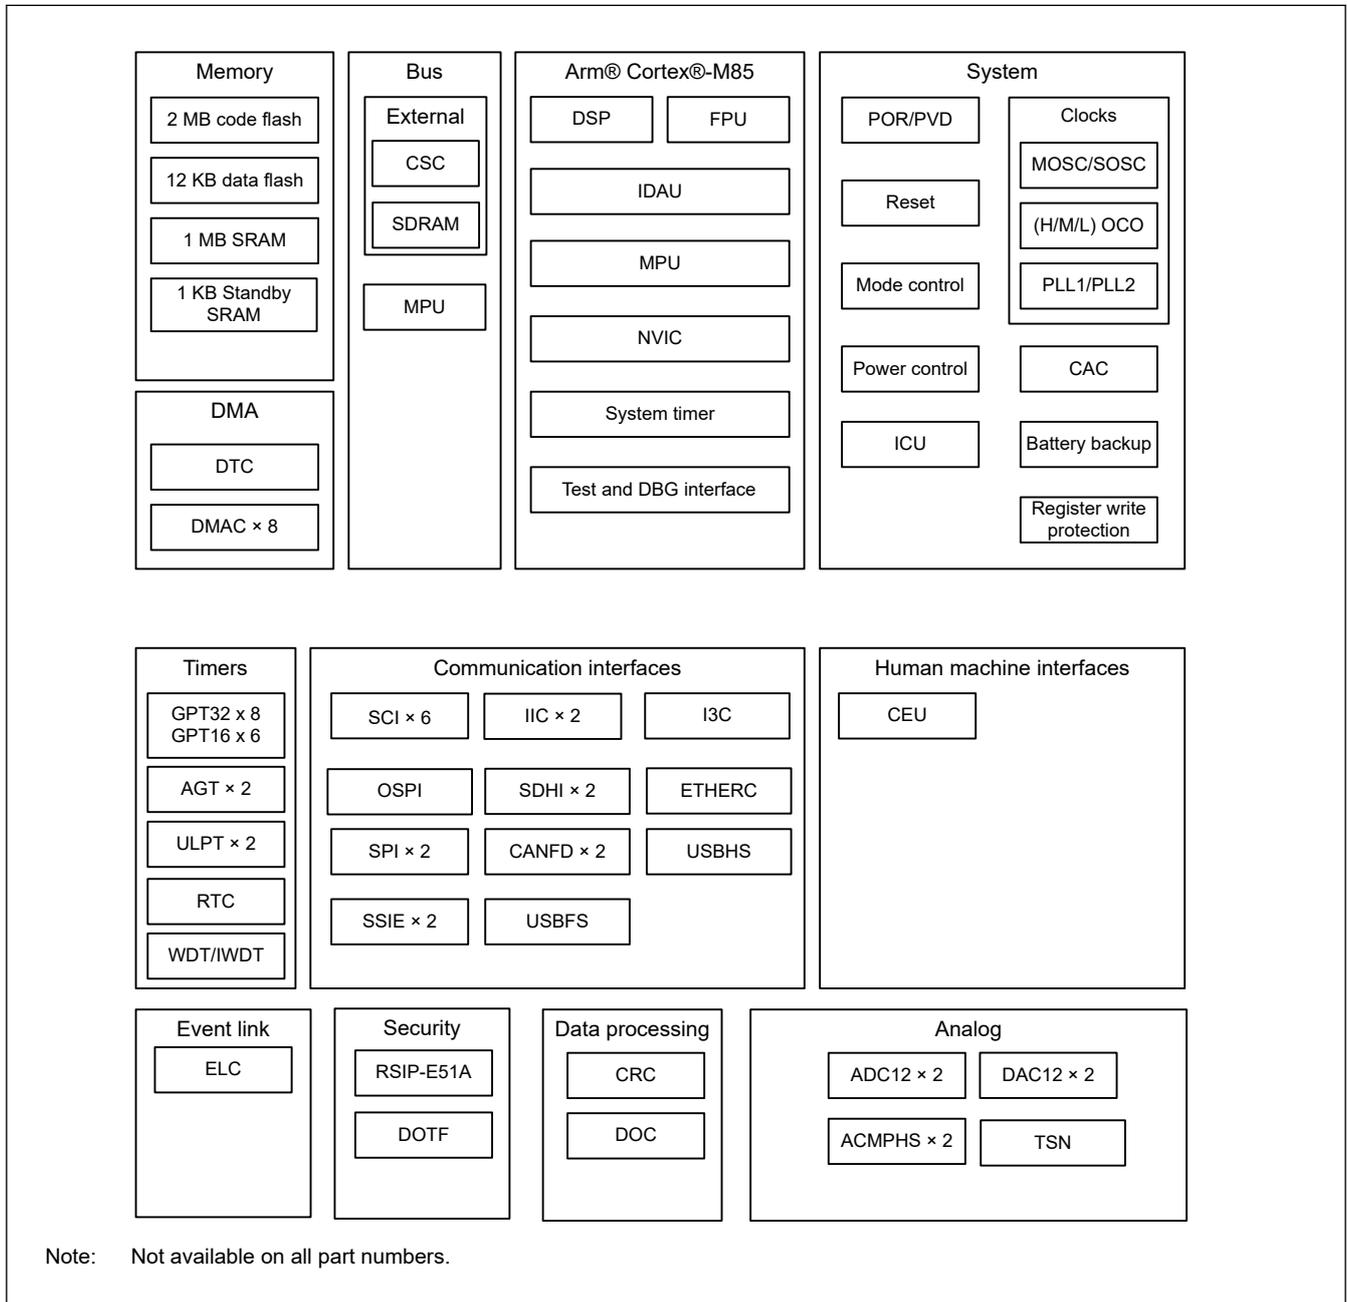 Memory
2 MB code flash
12 KB data flash
1 MB SRAM
1 KB Standby
SRAM
DMA
DTC
DMAC × 8
Bus
External
CSC
SDRAM
MPU
Arm® Cortex®-M85
DSP
FPU
IDAU
MPU
NVIC
System timer
Test and DBG interface
System
POR/PVD
Reset
Mode control
Power control
ICU
Clocks
MOSC/SOSC
(H/M/L) OCO
PLL1/PLL2
CAC
Battery backup
Register write
protection
Timers
GPT32 x 8
GPT16 x 6
AGT × 2
ULPT × 2
RTC
WDT/IWDT
Communication interfaces
SCI × 6
IIC × 2
I3C
OSPI
SDHI × 2
ETHERC
SPI × 2
CANFD × 2
USBHS
SSIE × 2
USBFS
Human machine interfaces
CEU
Event link
ELC
Security
RSIP-E51A
DOTF
Data processing
CRC
DOC
Analog
ADC12 × 2
DAC12 × 2
ACMPHS × 2
TSN
Note: Not available on all part numbers.